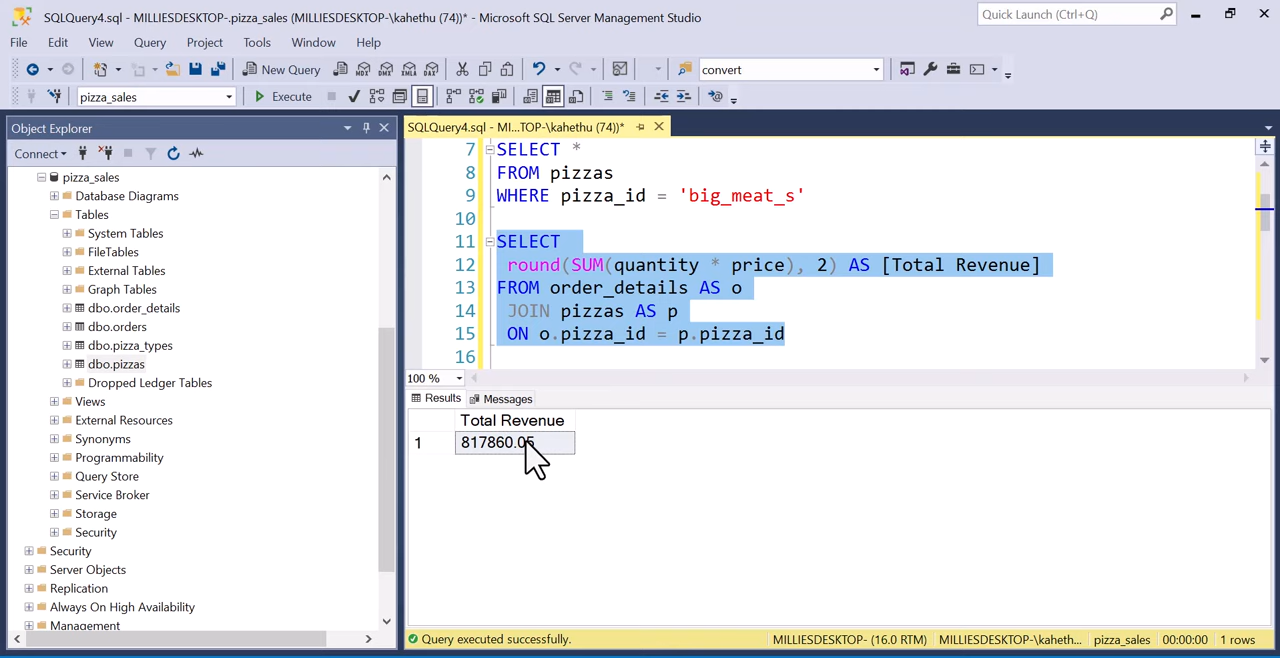 SQLQuery4.sql - MILLIESDESKTOP-.pizza_sales (MILLIESDESKTOP-\kahethu (74))* - Microsoft SQL Server Management Studio
Quick Launch (Ctrl+Q)
File Edit View Query Project Tools Window Help
New Query MDX DMX XMLA DAX convert
pizza_sales Execute
Object Explorer
SQLQuery4.sql - MI...TOP-\kahethu (74))*
Connect
pizza_sales
Database Diagrams
Tables
System Tables
FileTables
External Tables
Graph Tables
dbo.order_details
dbo.orders
dbo.pizza_types
dbo.pizzas
Dropped Ledger Tables
Views
External Resources
Synonyms
Programmability
Query Store
Service Broker
Storage
Security
Security
Server Objects
Replication
Always On High Availability
Management
7 SELECT *
8 FROM pizzas
9 WHERE pizza_id = 'big_meat_s'
10
11 SELECT
12 round(SUM(quantity * price), 2) AS [Total Revenue]
13 FROM order_details AS o
14 JOIN pizzas AS p
15 ON o.pizza_id = p.pizza_id
16
100 %
Results Messages
Total Revenue
1 817860.05
Query executed successfully. MILLIESDESKTOP- (16.0 RTM) MILLIESDESKTOP-\kaheth... pizza_sales 00:00:00 1 rows